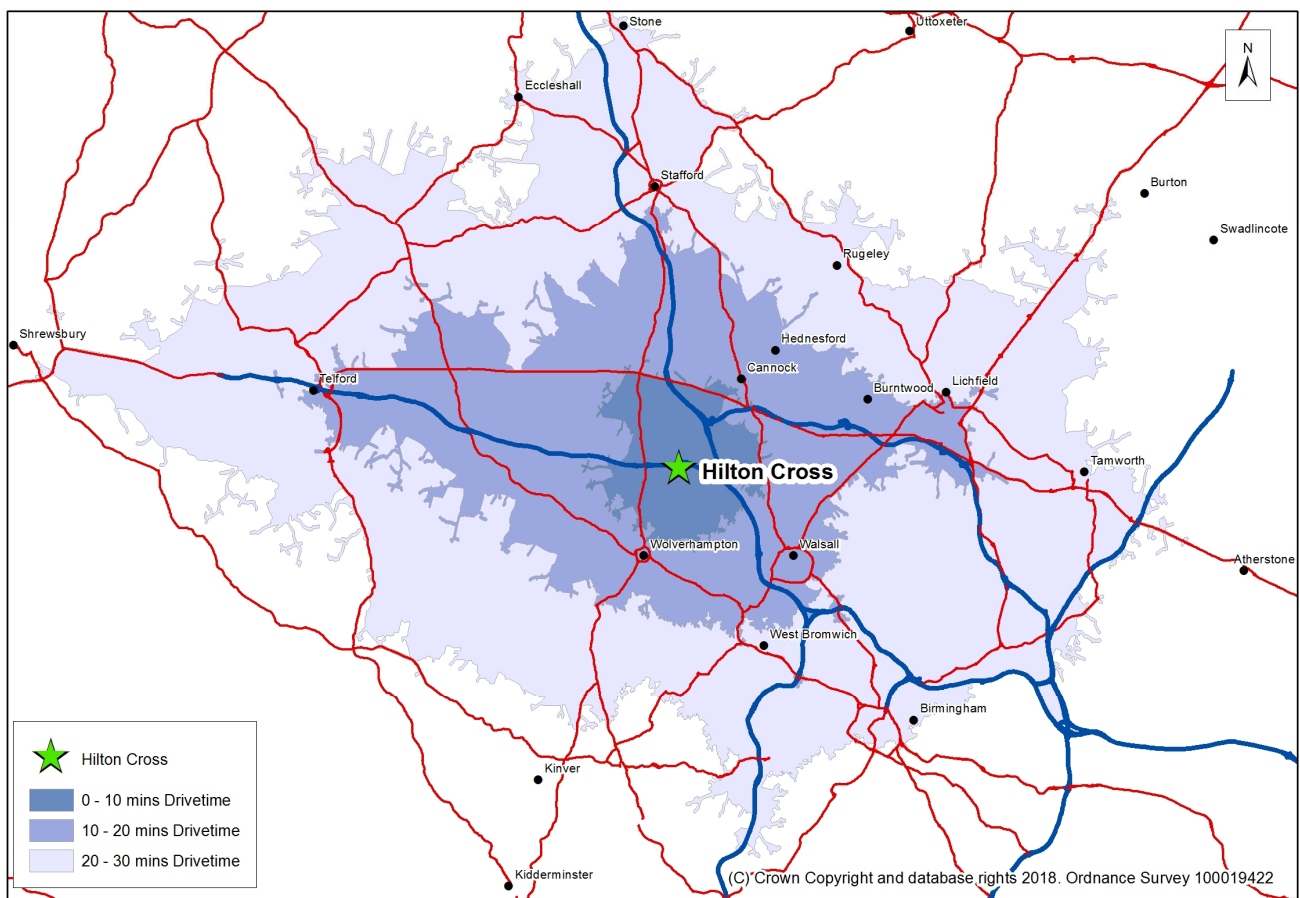 Stone
Uttoxeter
N
Eccleshall
Stafford
Burton
Swadlincote
Rugeley
Shrewsbury
Hednesford
Cannock
Telford
Burntwood
Lichfield
Hilton Cross
Tamworth
Wolverhampton
Walsall
Atherstone
West Bromwich
Birmingham
Hilton Cross
Kinver
0 - 10 mins Drivetime
10 - 20 mins Drivetime
20 - 30 mins Drivetime
Kidderminster
(C) Crown Copyright and database rights 2018. Ordnance Survey 100019422